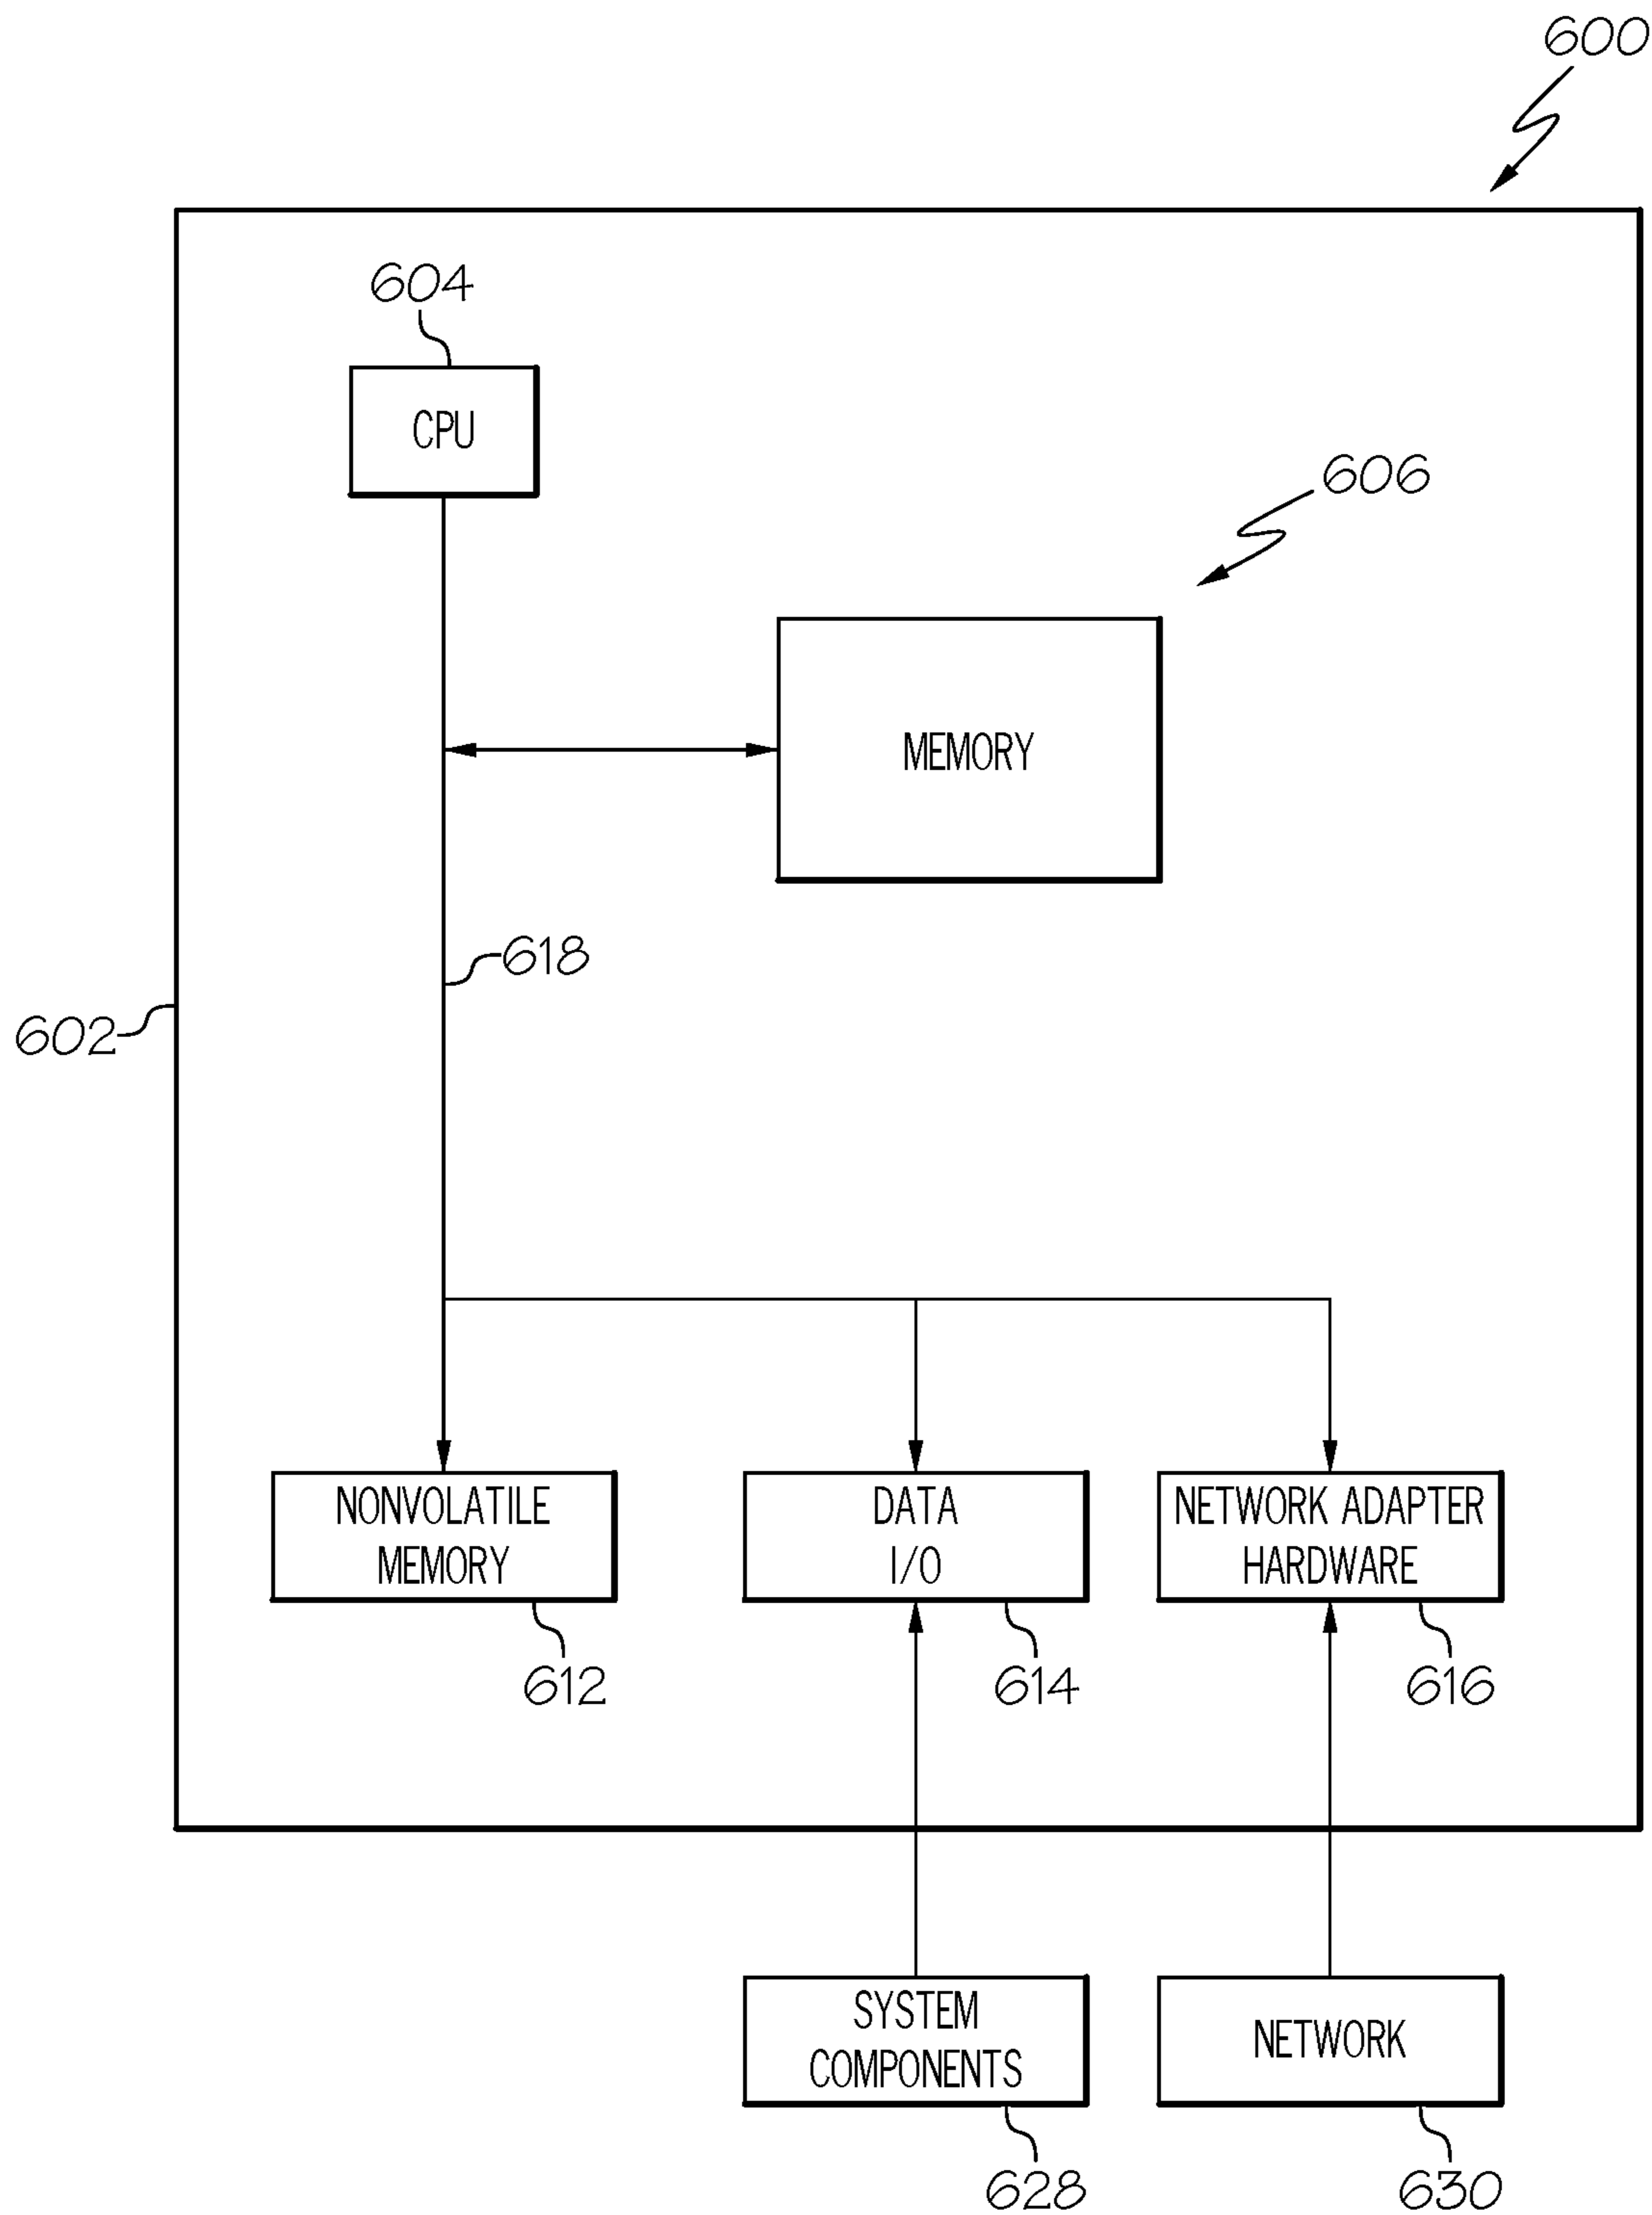 600
604
CPU
606
MEMORY
618
602
NONVOLATILE
MEMORY
DATA
I/O
NETWORK ADAPTER
HARDWARE
612
614
616
SYSTEM
COMPONENTS
NETWORK
628
630